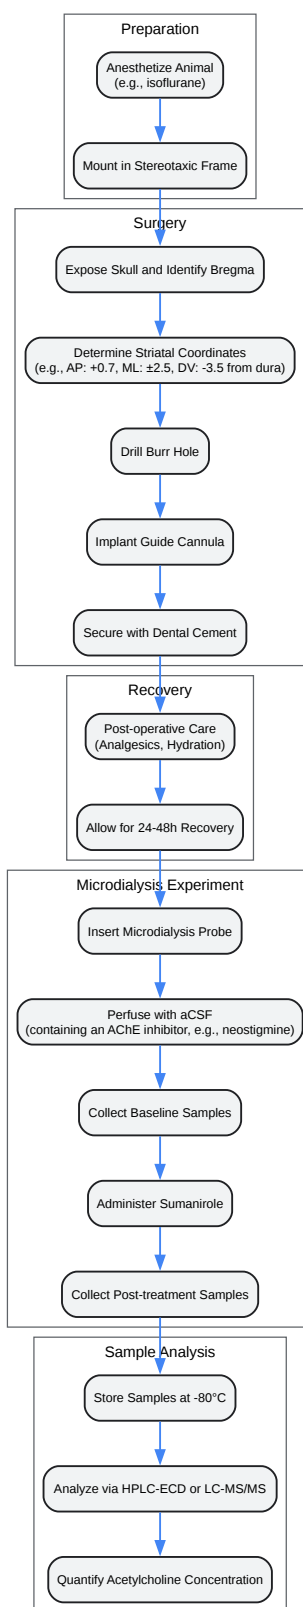 Preparation
Anesthetize Animal
(e.g., isoflurane)
Mount in Stereotaxic Frame
Surgery
Expose Skull and Identify Bregma
Determine Striatal Coordinates
(e.g., AP: +0.7, ML: ±2.5, DV: -3.5 from dura)
Drill Burr Hole
Implant Guide Cannula
Secure with Dental Cement
Recovery
Post-operative Care
(Analgesics, Hydration)
Allow for 24-48h Recovery
Microdialysis Experiment
Insert Microdialysis Probe
Perfuse with aCSF
(containing an AChE inhibitor, e.g., neostigmine)
Collect Baseline Samples
Administer Sumanirole
Collect Post-treatment Samples
Sample Analysis
Store Samples at -80°C
Analyze via HPLC-ECD or LC-MS/MS
Quantify Acetylcholine Concentration